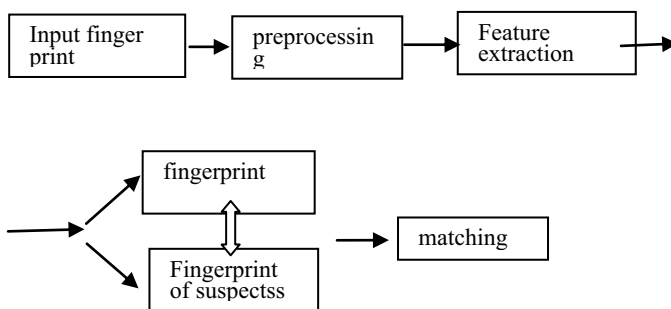 Input finger
print
preprocessin
g
Feature
extraction
fingerprint
Fingerprint
of suspectss
matching